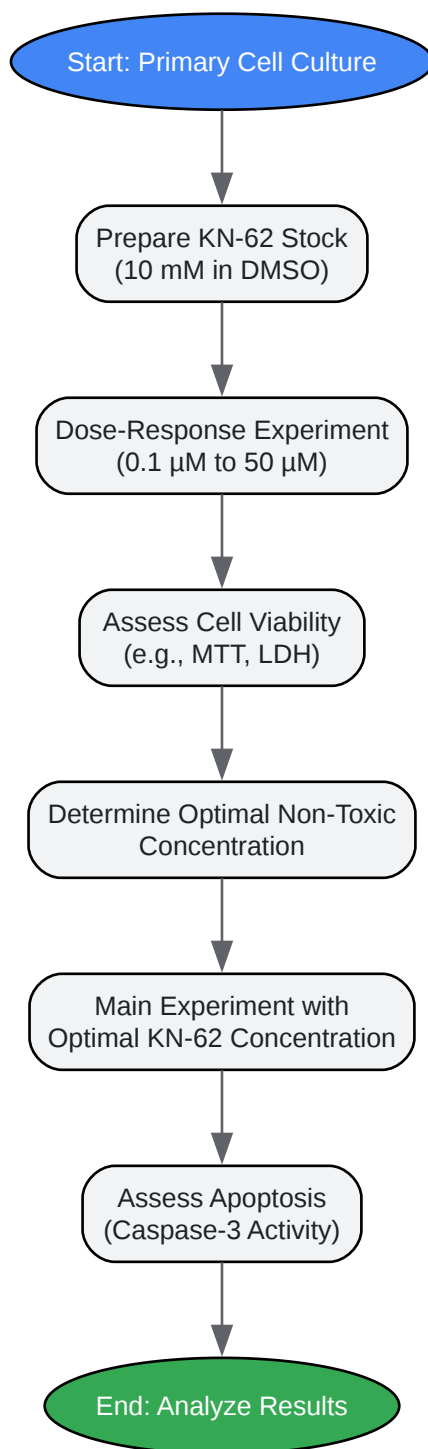 Start: Primary Cell Culture
Prepare KN-62 Stock
(10 mM in DMSO)
Dose-Response Experiment
(0.1 µM to 50 µM)
Assess Cell Viability
(e.g., MTT, LDH)
Determine Optimal Non-Toxic
Concentration
Main Experiment with
Optimal KN-62 Concentration
Assess Apoptosis
(Caspase-3 Activity)
End: Analyze Results